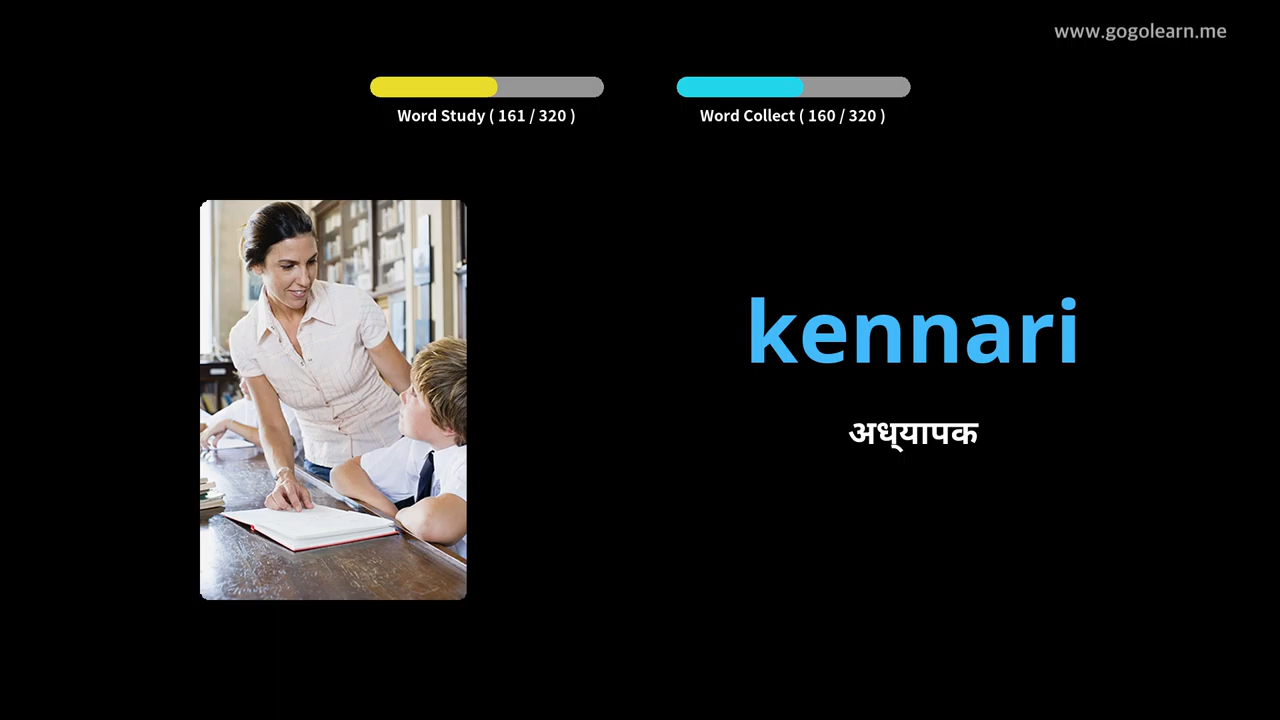 www.gogolearn.me
Word Study ( 161 / 320 )
Word Collect ( 160 / 320 )
kennari
अध्यापक